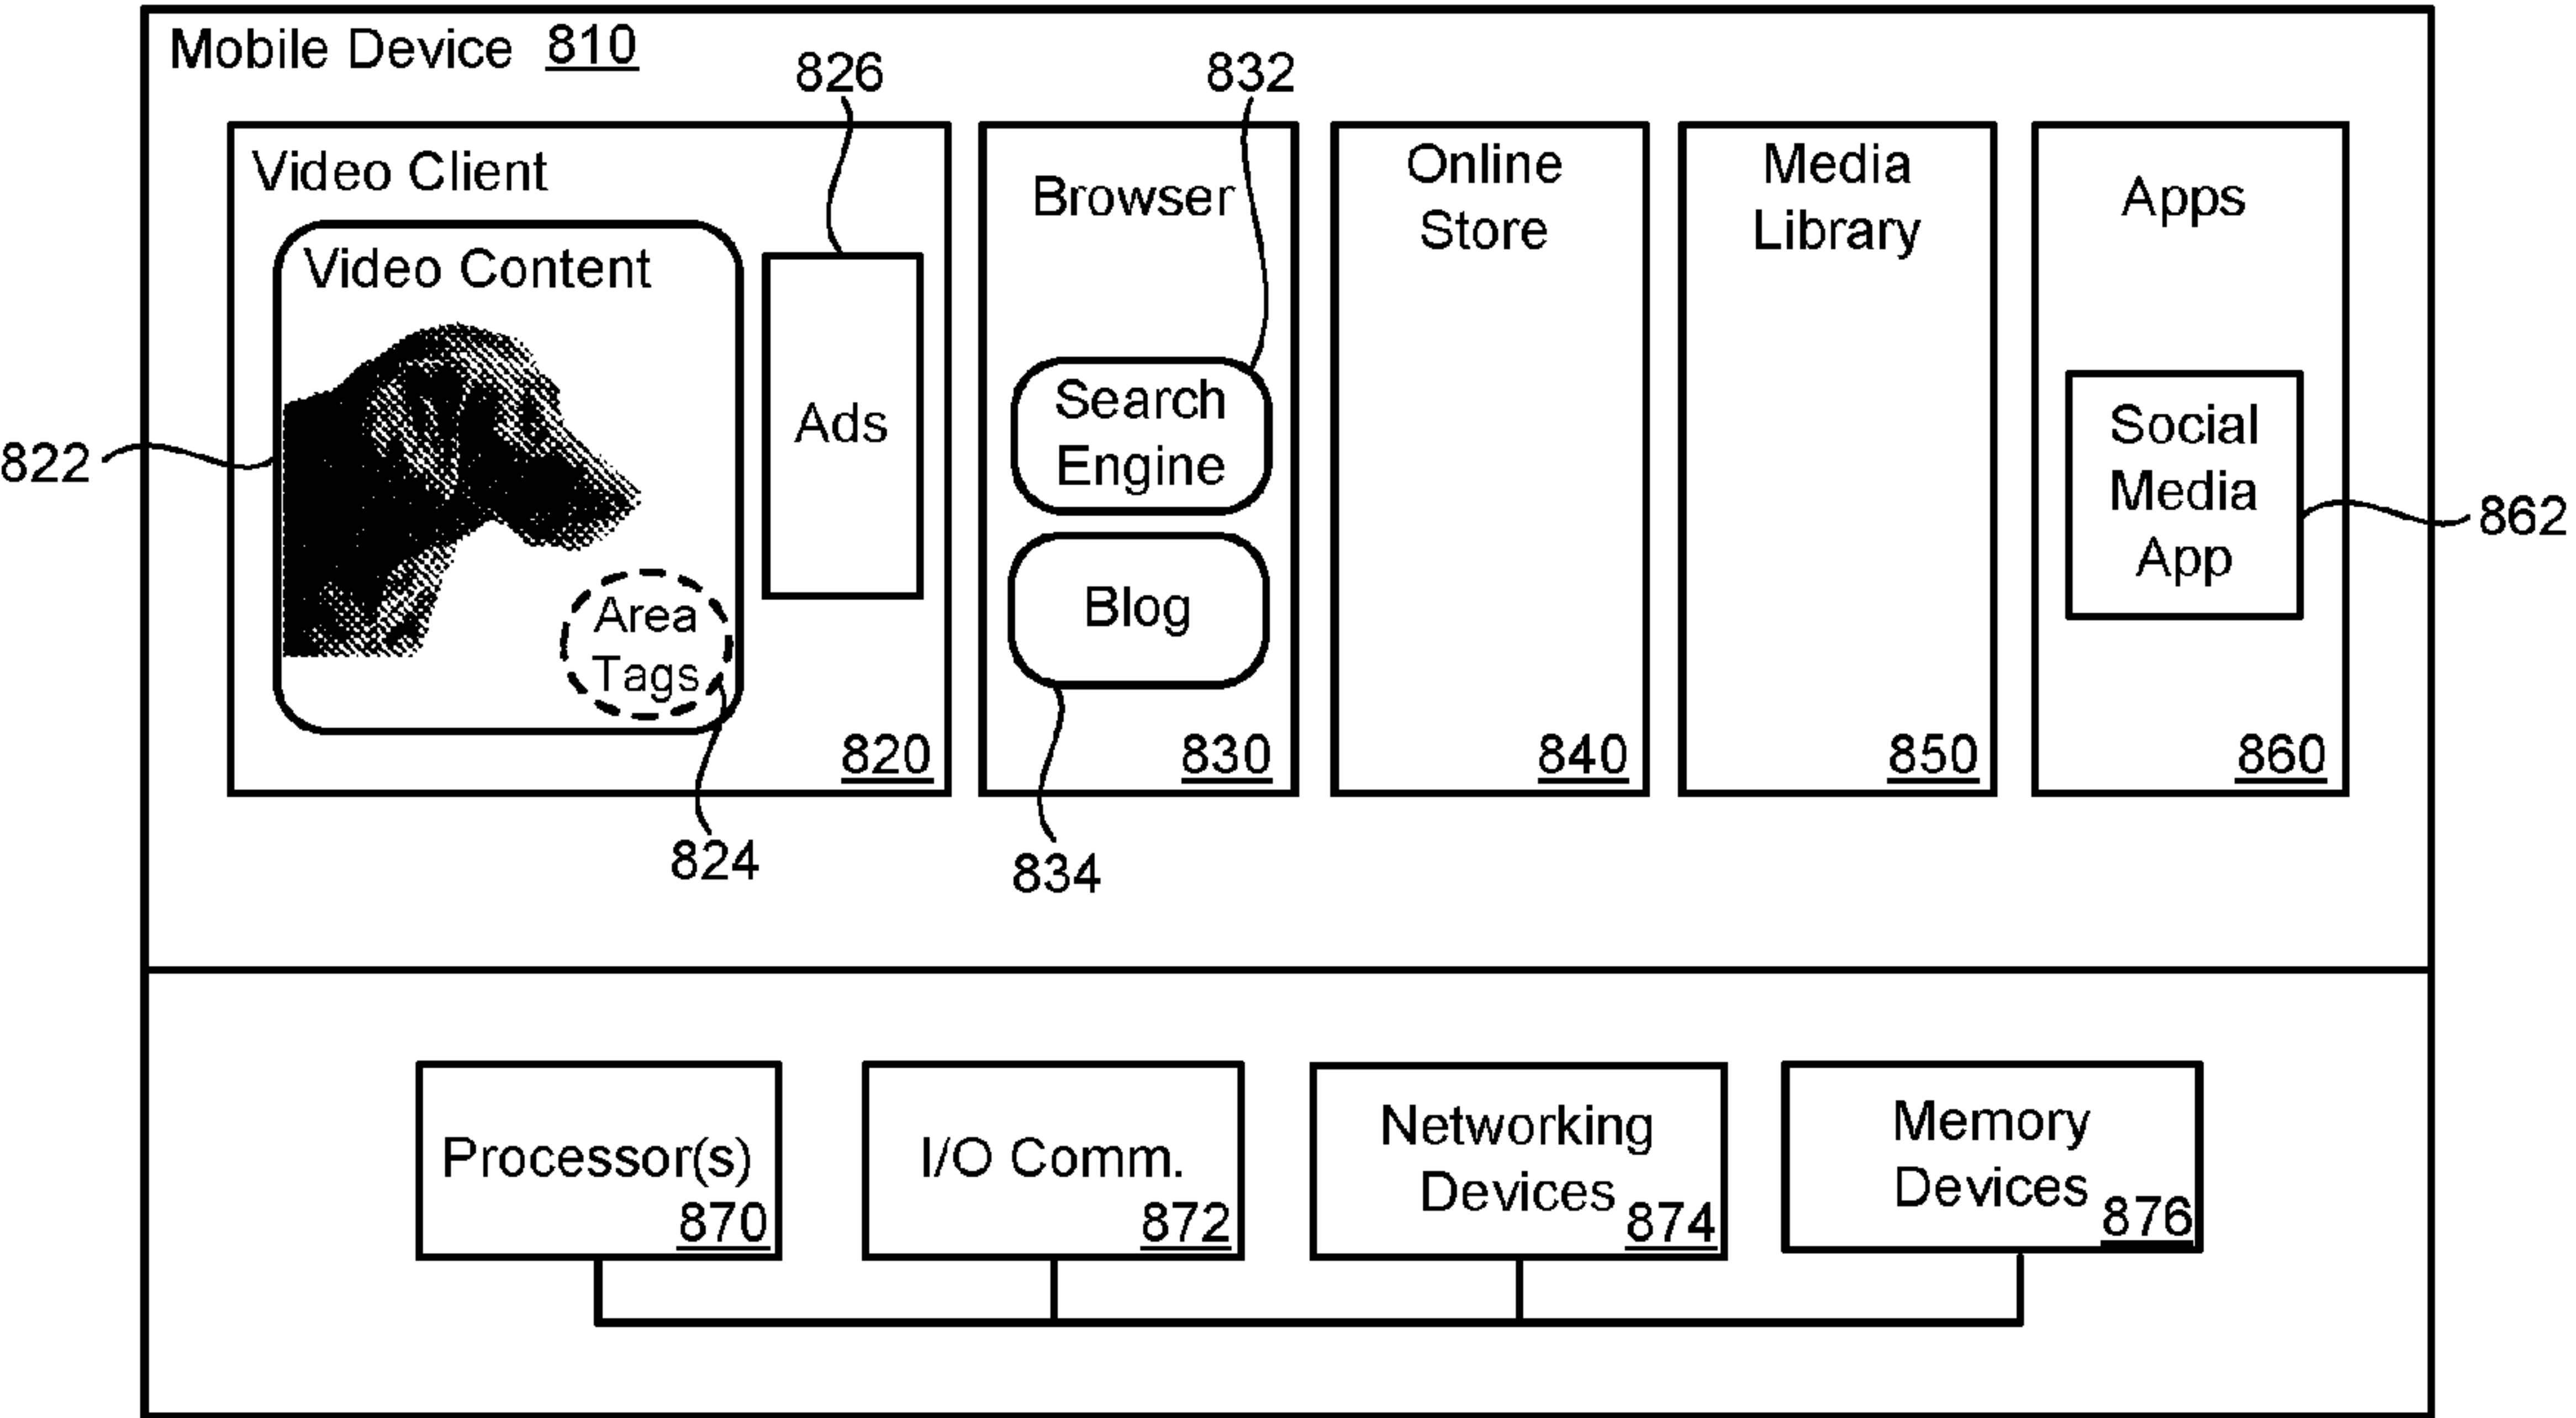 Mobile Device 810
826
832
Video Client
Video Content
822
Area
Tags
824
Ads
820
Browser
Search
Engine
Blog
830
834
Online
Store
840
Media
Library
850
Apps
Social
Media
App
862
860
Processor(s)
870
I/O Comm.
872
Networking
Devices 874
Memory
Devices 876